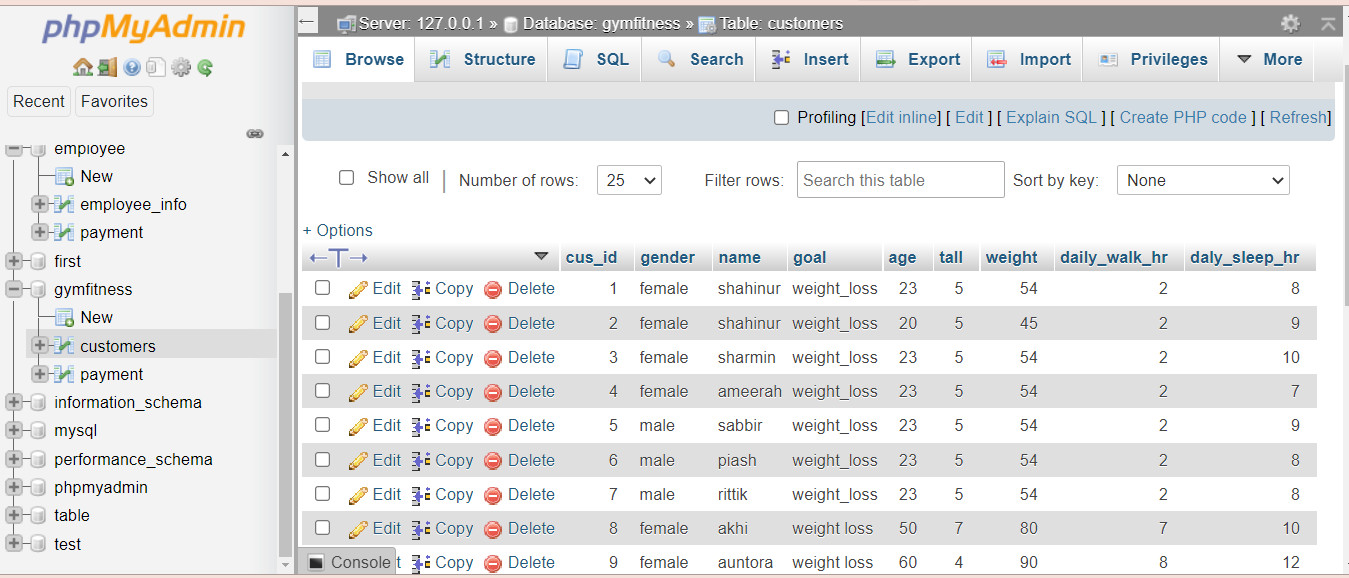 phpMyAdmin
Recent Favorites
employee
New
employee_info
payment
first
gymfitness
New
customers
payment
information_schema
mysql
performance_schema
phpmyadmin
table
test
Server: 127.0.0.1 » Database: gymfitness » Table: customers
Browse Structure SQL Search Insert Export Import Privileges More
Profiling [Edit inline] [ Edit ] [ Explain SQL ] [ Create PHP code ] [ Refresh]
Show all | Number of rows: 25 Filter rows: Search this table Sort by key: None
+ Options
←T→ cus_id gender name goal age tall weight daily_walk_hr daly_sleep_hr
Edit Copy Delete 1 female shahinur weight_loss 23 5 54 2 8
Edit Copy Delete 2 female shahinur weight_loss 20 5 45 2 9
Edit Copy Delete 3 female sharmin weight_loss 23 5 54 2 10
Edit Copy Delete 4 female ameerah weight_loss 23 5 54 2 7
Edit Copy Delete 5 male sabbir weight_loss 23 5 54 2 9
Edit Copy Delete 6 male piash weight_loss 23 5 54 2 8
Edit Copy Delete 7 male rittik weight_loss 23 5 54 2 8
Edit Copy Delete 8 female akhi weight loss 50 7 80 7 10
Console t Copy Delete 9 female auntora weight loss 60 4 90 8 12